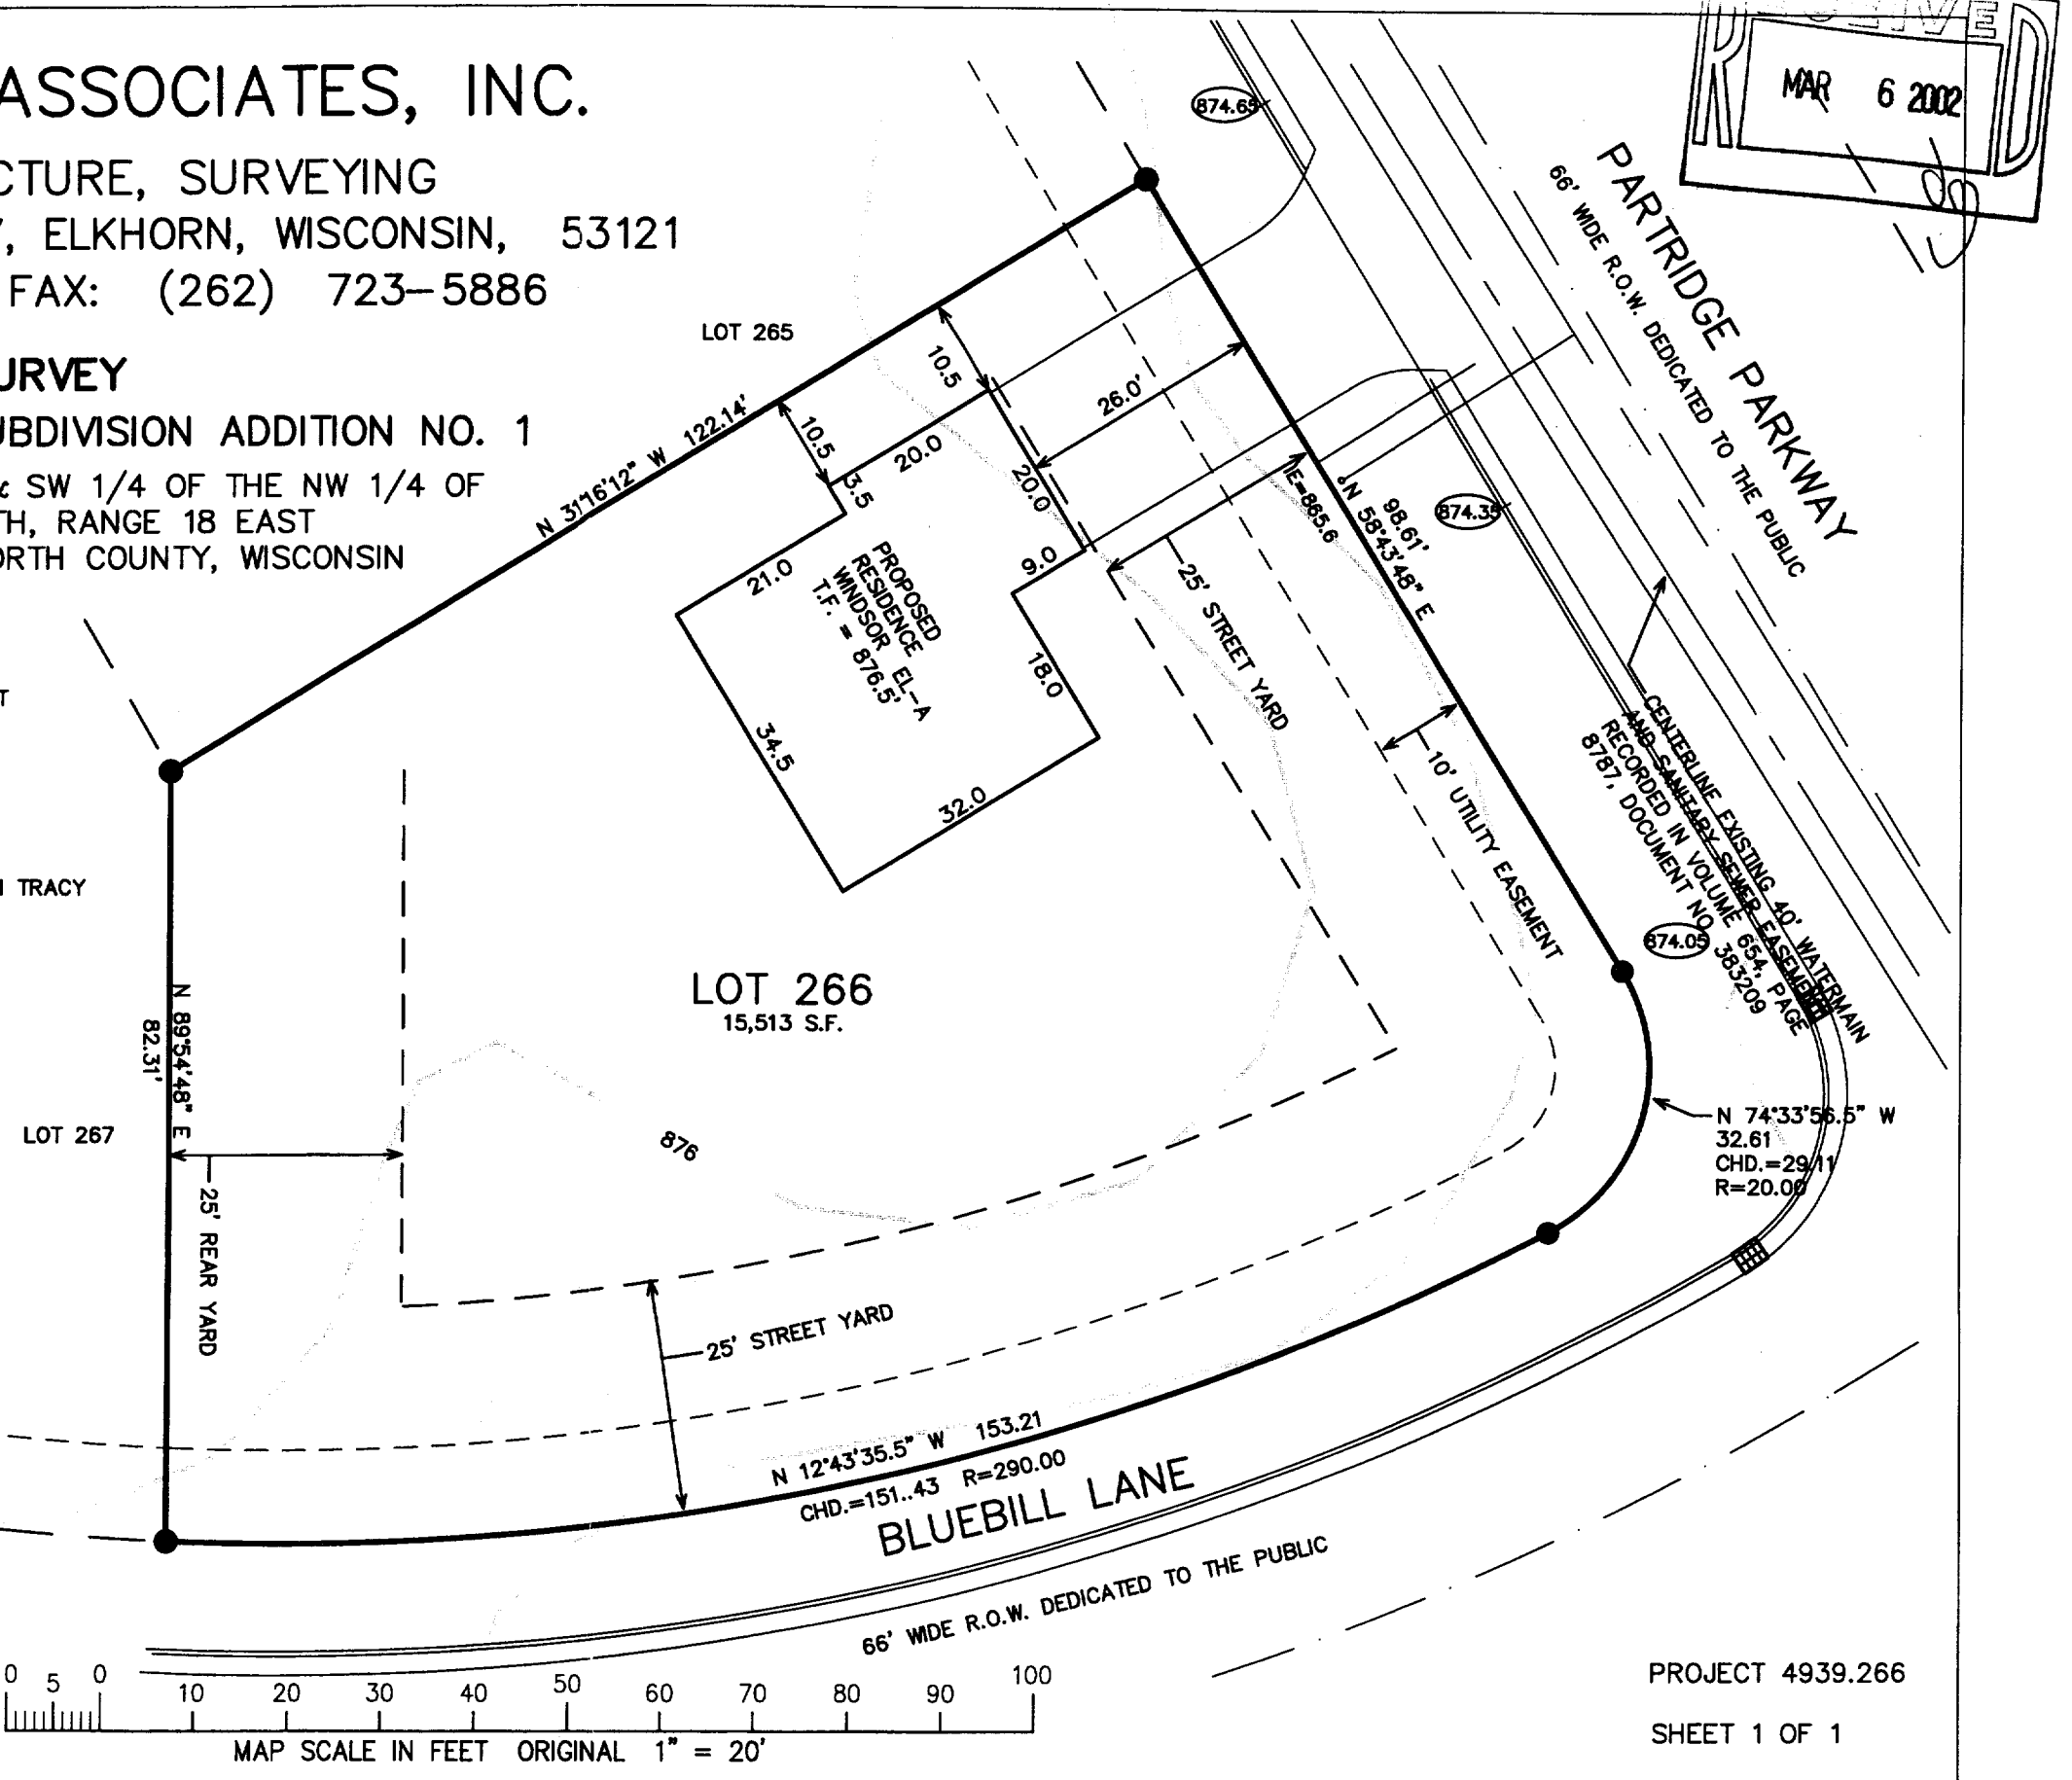 ASSOCIATES, INC.
CTURE, SURVEYING
, ELKHORN, WISCONSIN, 53121
FAX: (262) 723-5886
URVEY
UBDIVISION ADDITION NO. 1
SW 1/4 OF THE NW 1/4 OF
TH, RANGE 18 EAST
ORTH COUNTY, WISCONSIN
T
TRACY
RECEIVED
MAR 6 2002
PARTRIDGE PARKWAY
66' WIDE R.O.W. DEDICATED TO THE PUBLIC
874.65
LOT 265
N 31°16'12" W 122.14'
10.5
10.5
26.0'
20.0
3.5
20.0
9.0
21.0
18.0
34.5
32.0
PROPOSED
RESIDENCE
WINDSOR EL-A
T.F. = 876.5'
IE=865.6
98.61'
N 58°43'48" E
874.35
25' STREET YARD
10' UTILITY EASEMENT
CENTERLINE EXISTING 40' WATERMAIN
AND SANITARY SEWER EASEMENT
RECORDED IN VOLUME 654, PAGE
8787, DOCUMENT NO. 383209
874.05
LOT 266
15,513 S.F.
N 89°54'48" E
82.31'
LOT 267
25' REAR YARD
876
N 74°33'56.5" W
32.61
CHD.=29.11
R=20.00
25' STREET YARD
N 12°43'35.5" W 153.21
CHD.=151..43 R=290.00
BLUEBILL LANE
66' WIDE R.O.W. DEDICATED TO THE PUBLIC
0 5 0 10 20 30 40 50 60 70 80 90 100
MAP SCALE IN FEET ORIGINAL 1" = 20'
PROJECT 4939.266
SHEET 1 OF 1